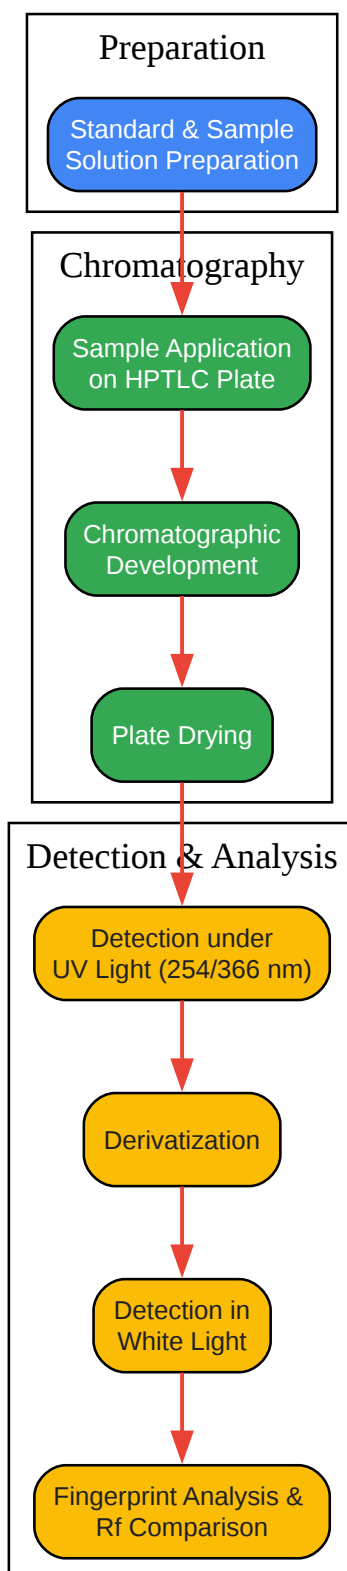 Preparation
Standard & Sample
Solution Preparation
Chromatography
Sample Application
on HPTLC Plate
Chromatographic
Development
Plate Drying
Detection & Analysis
Detection under
UV Light (254/366 nm)
Derivatization
Detection in
White Light
Fingerprint Analysis &
Rf Comparison